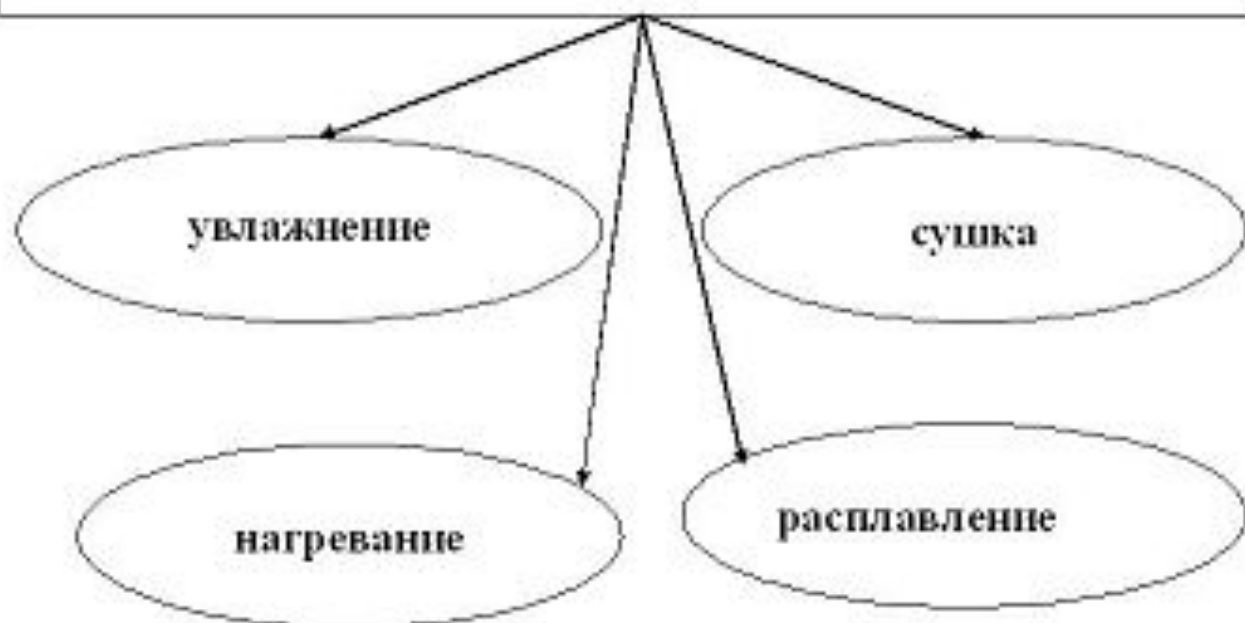 увлажнение
сушка
нагревание
расплавление